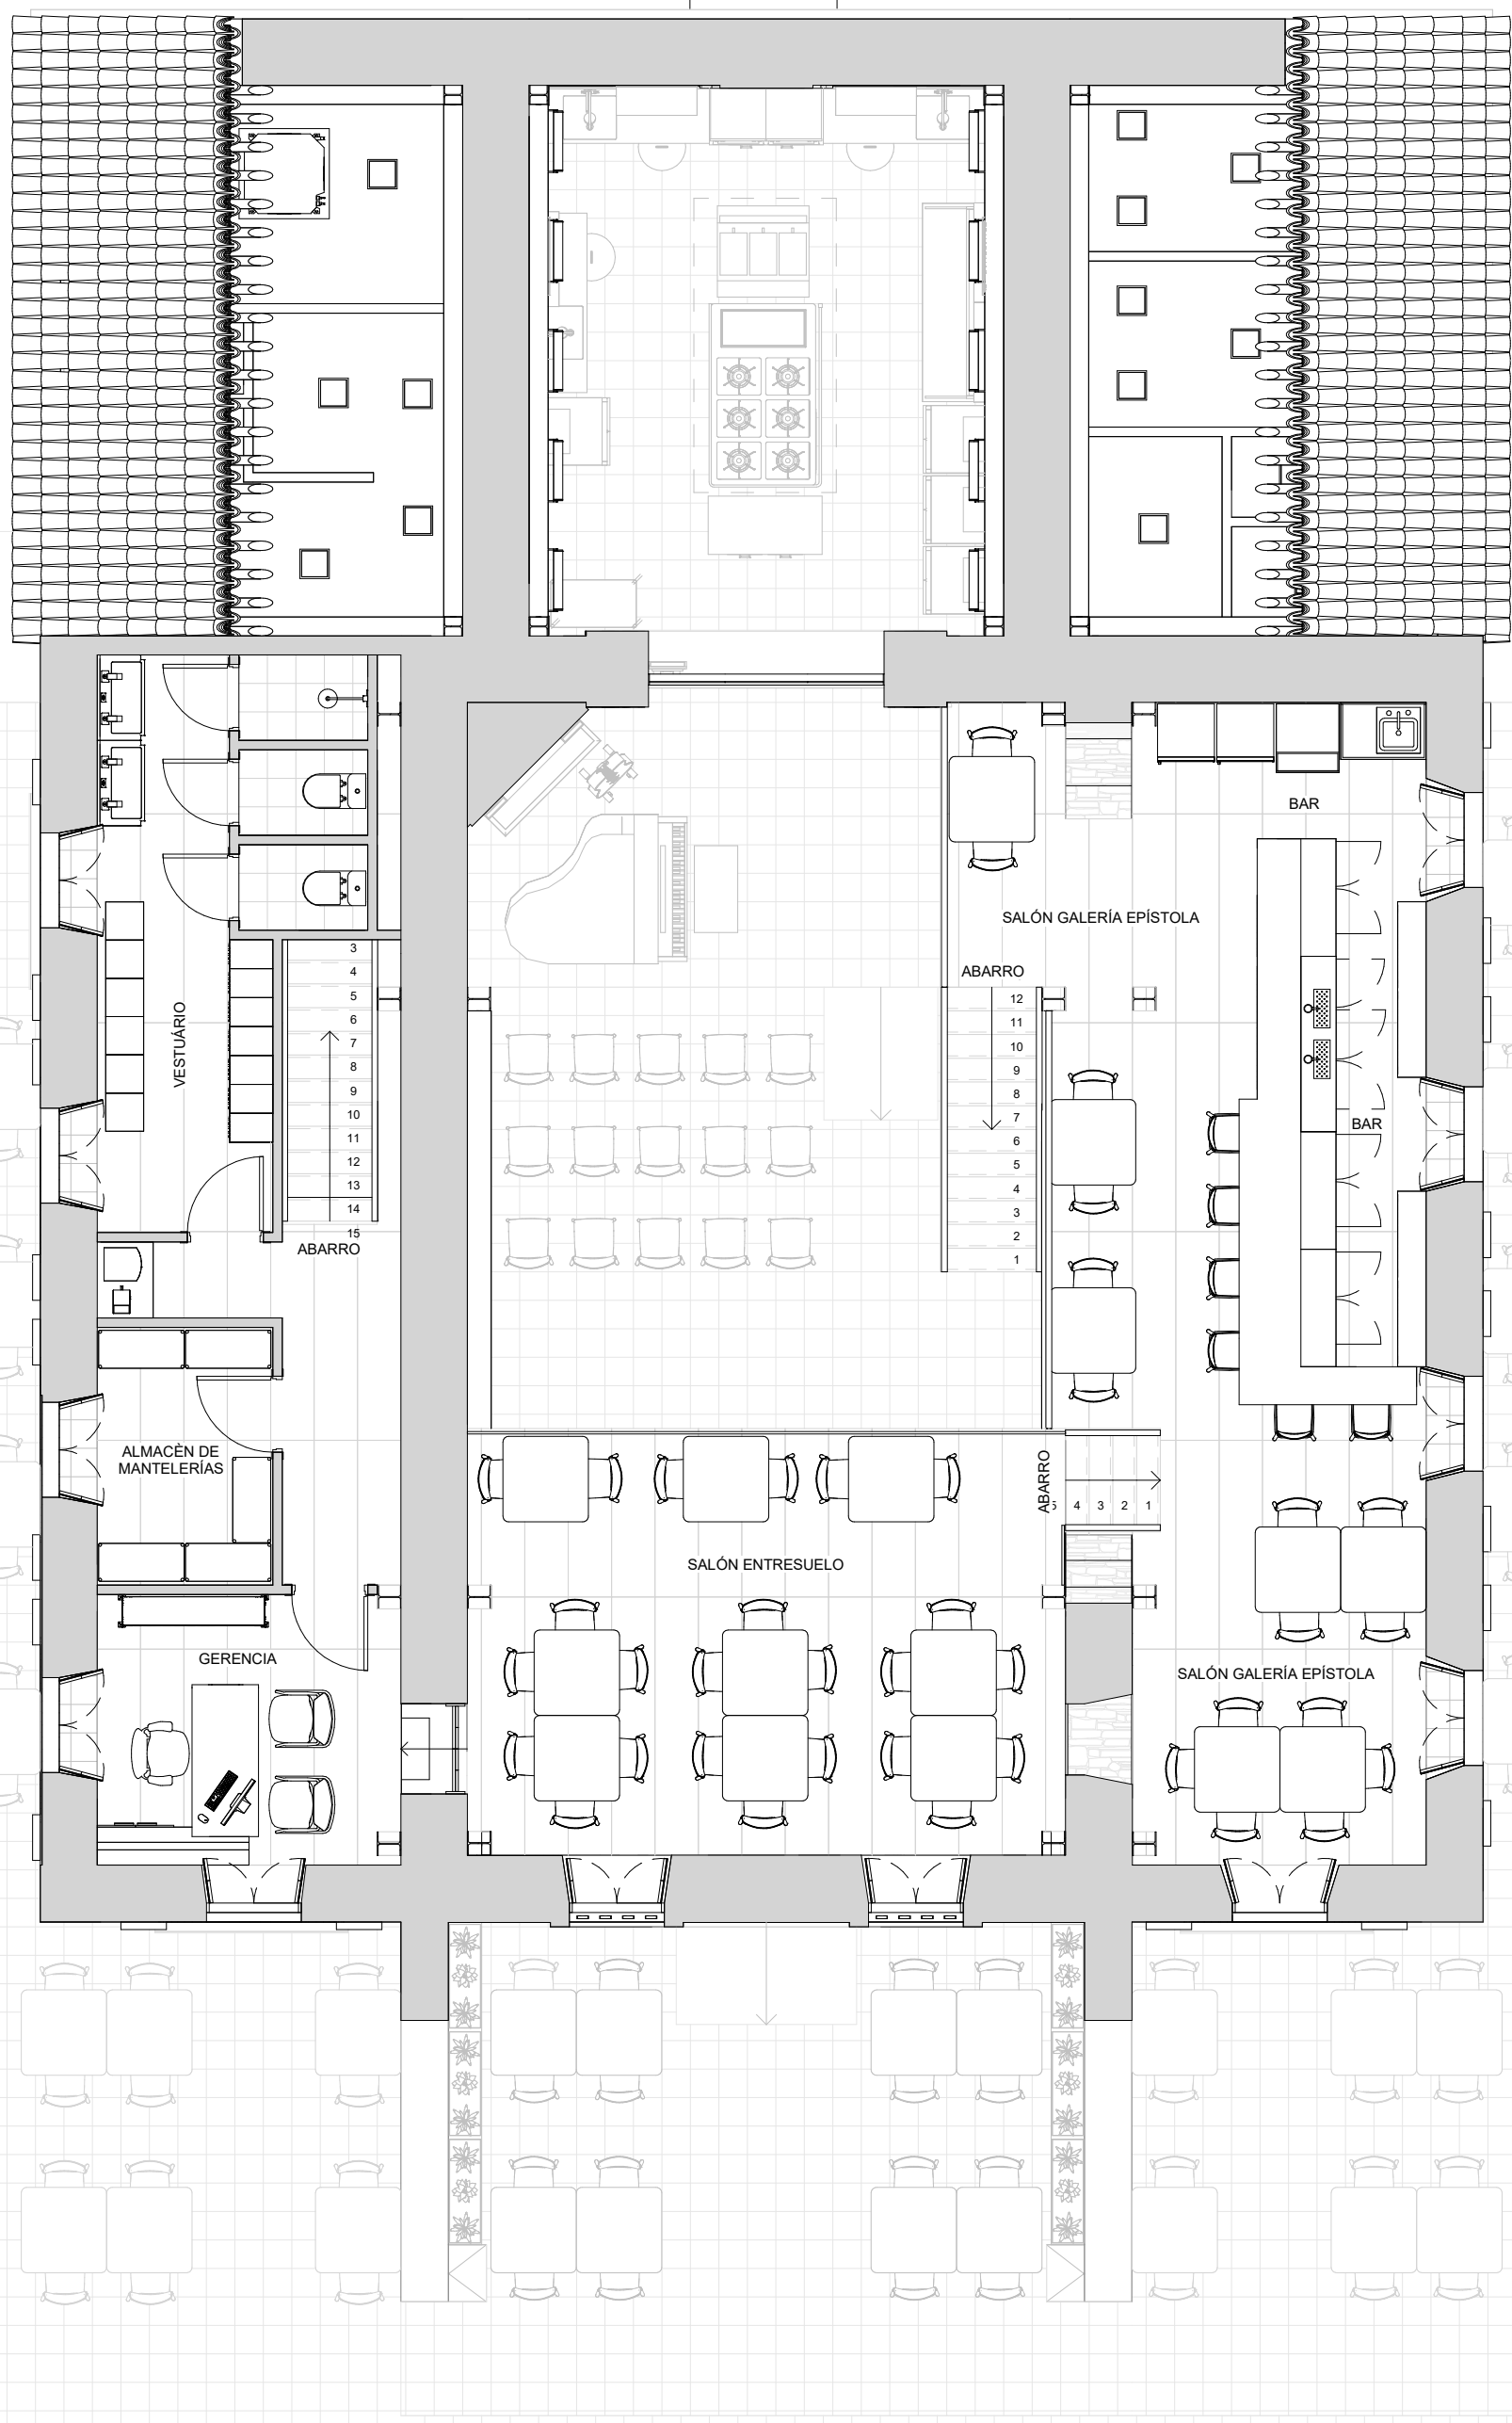 BAR
SALÓN GALERÍA EPÍSTOLA
3
4
5
6
7
8
9
10
11
12
13
14
15
ABARRO
VESTUÁRIO
ABARRO
12
11
10
9
8
7
6
5
4
3
2
1
BAR
ALMACÈN DE
MANTELERÍAS
ABARRO
5 4 3 2 1
SALÓN ENTRESUELO
GERENCIA
SALÓN GALERÍA EPÍSTOLA